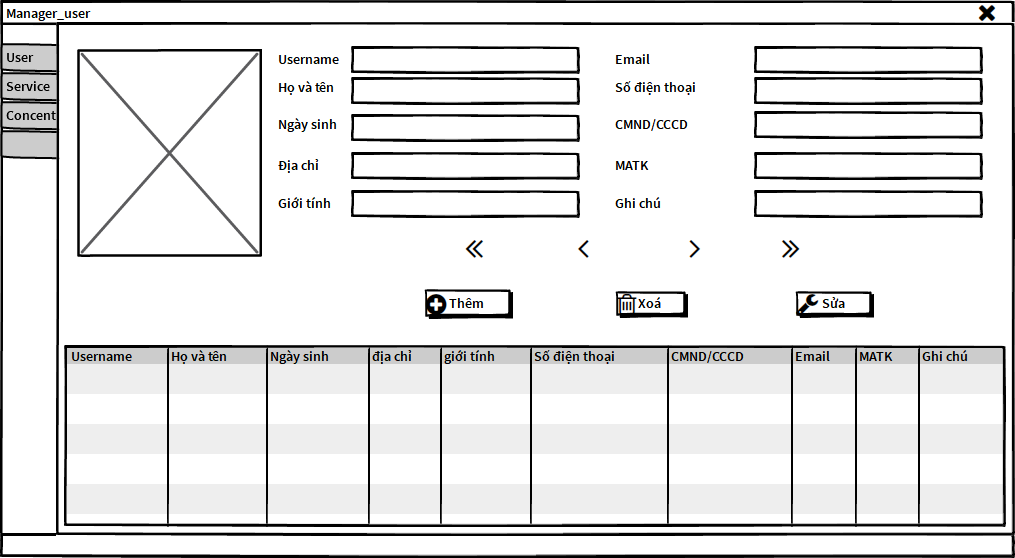 Manager_user
User
Service
Concent
Username
Email
Họ và tên
Số điện thoại
Ngày sinh
CMND/CCCD
Địa chỉ
MATK
Giới tính
Ghi chú
Thêm
Xoá
Sửa
Username Họ và tên Ngày sinh địa chỉ giới tính Số điện thoại CMND/CCCD Email MATK Ghi chú